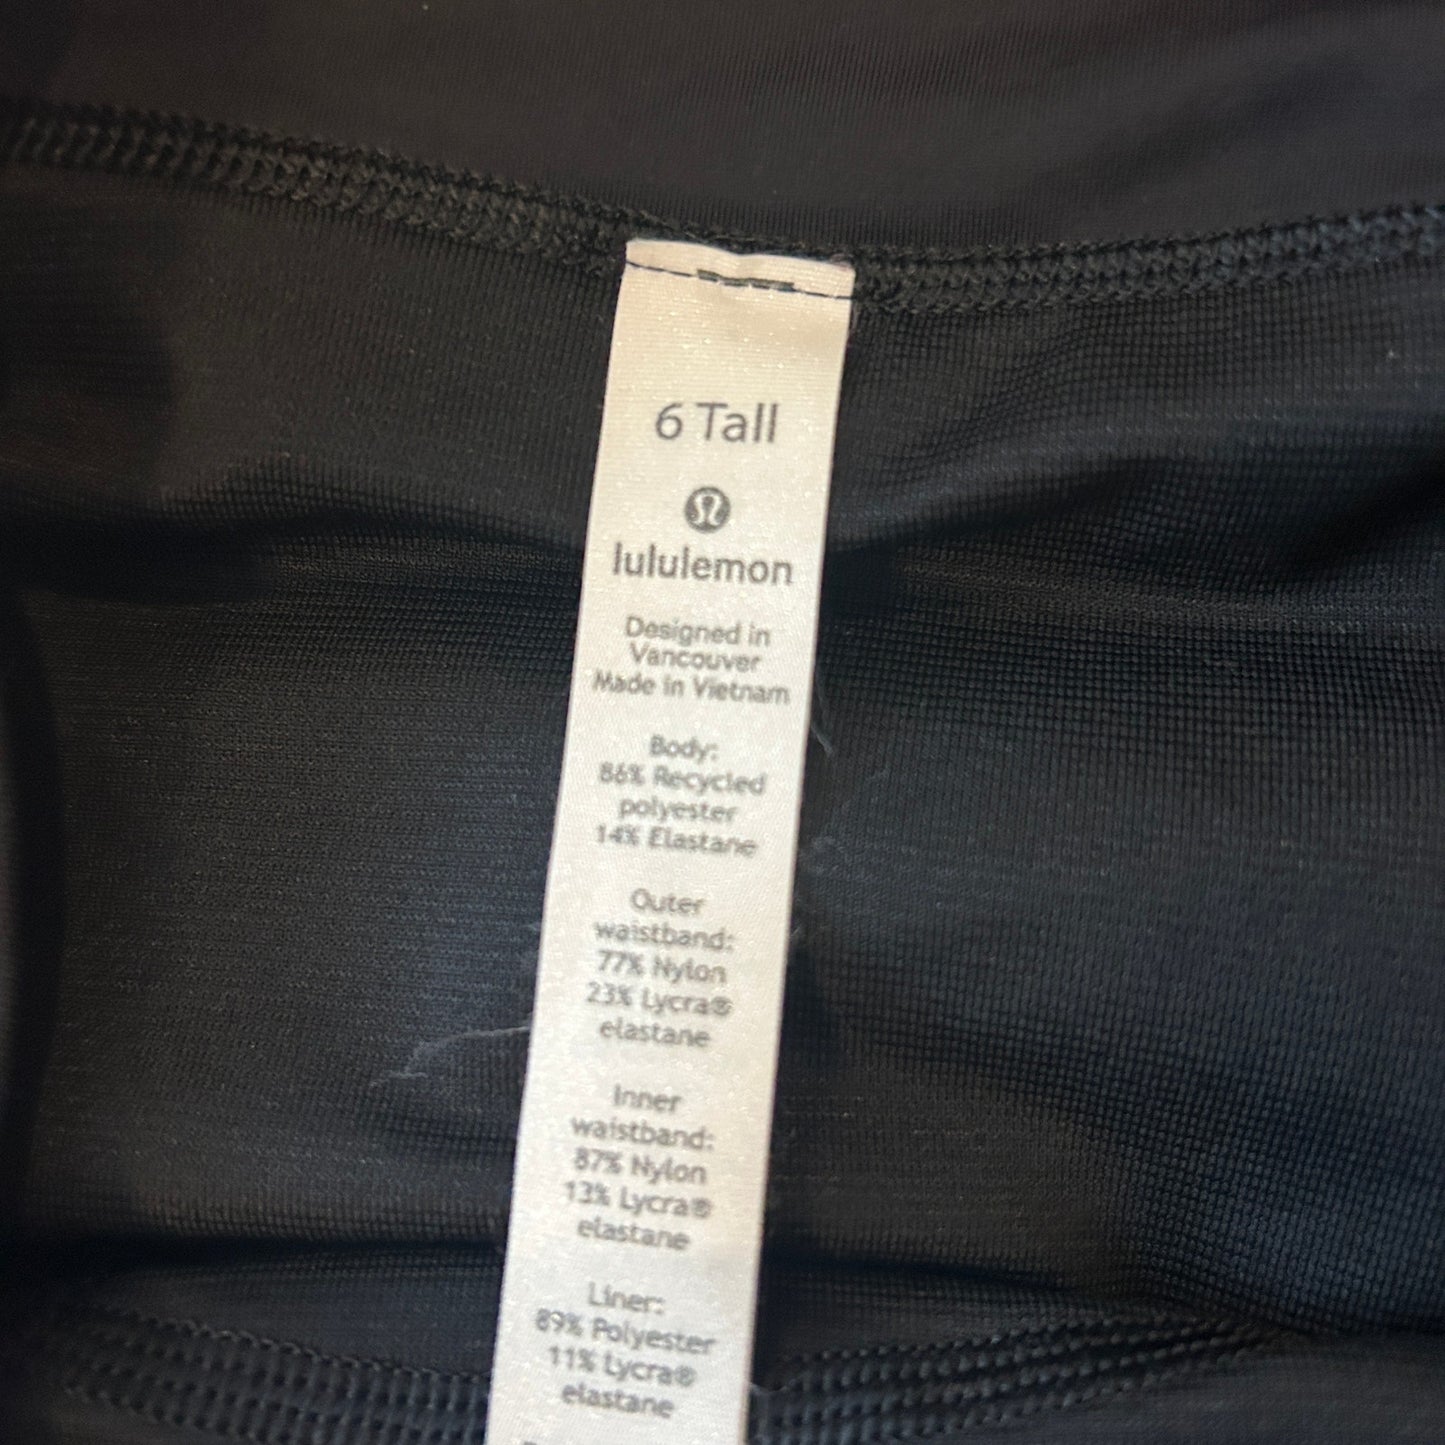 6 Tall
lululemon
Designed in
Vancouver
Made in Vietnam
Body:
86% Recycled
polyester
14% Elastane
Outer
waistband:
77% Nylon
23% Lycra®
elastane
Inner
waistband:
87% Nylon
13% Lycra®
elastane
Liner:
89% Polyester
11% Lycra®
elastane